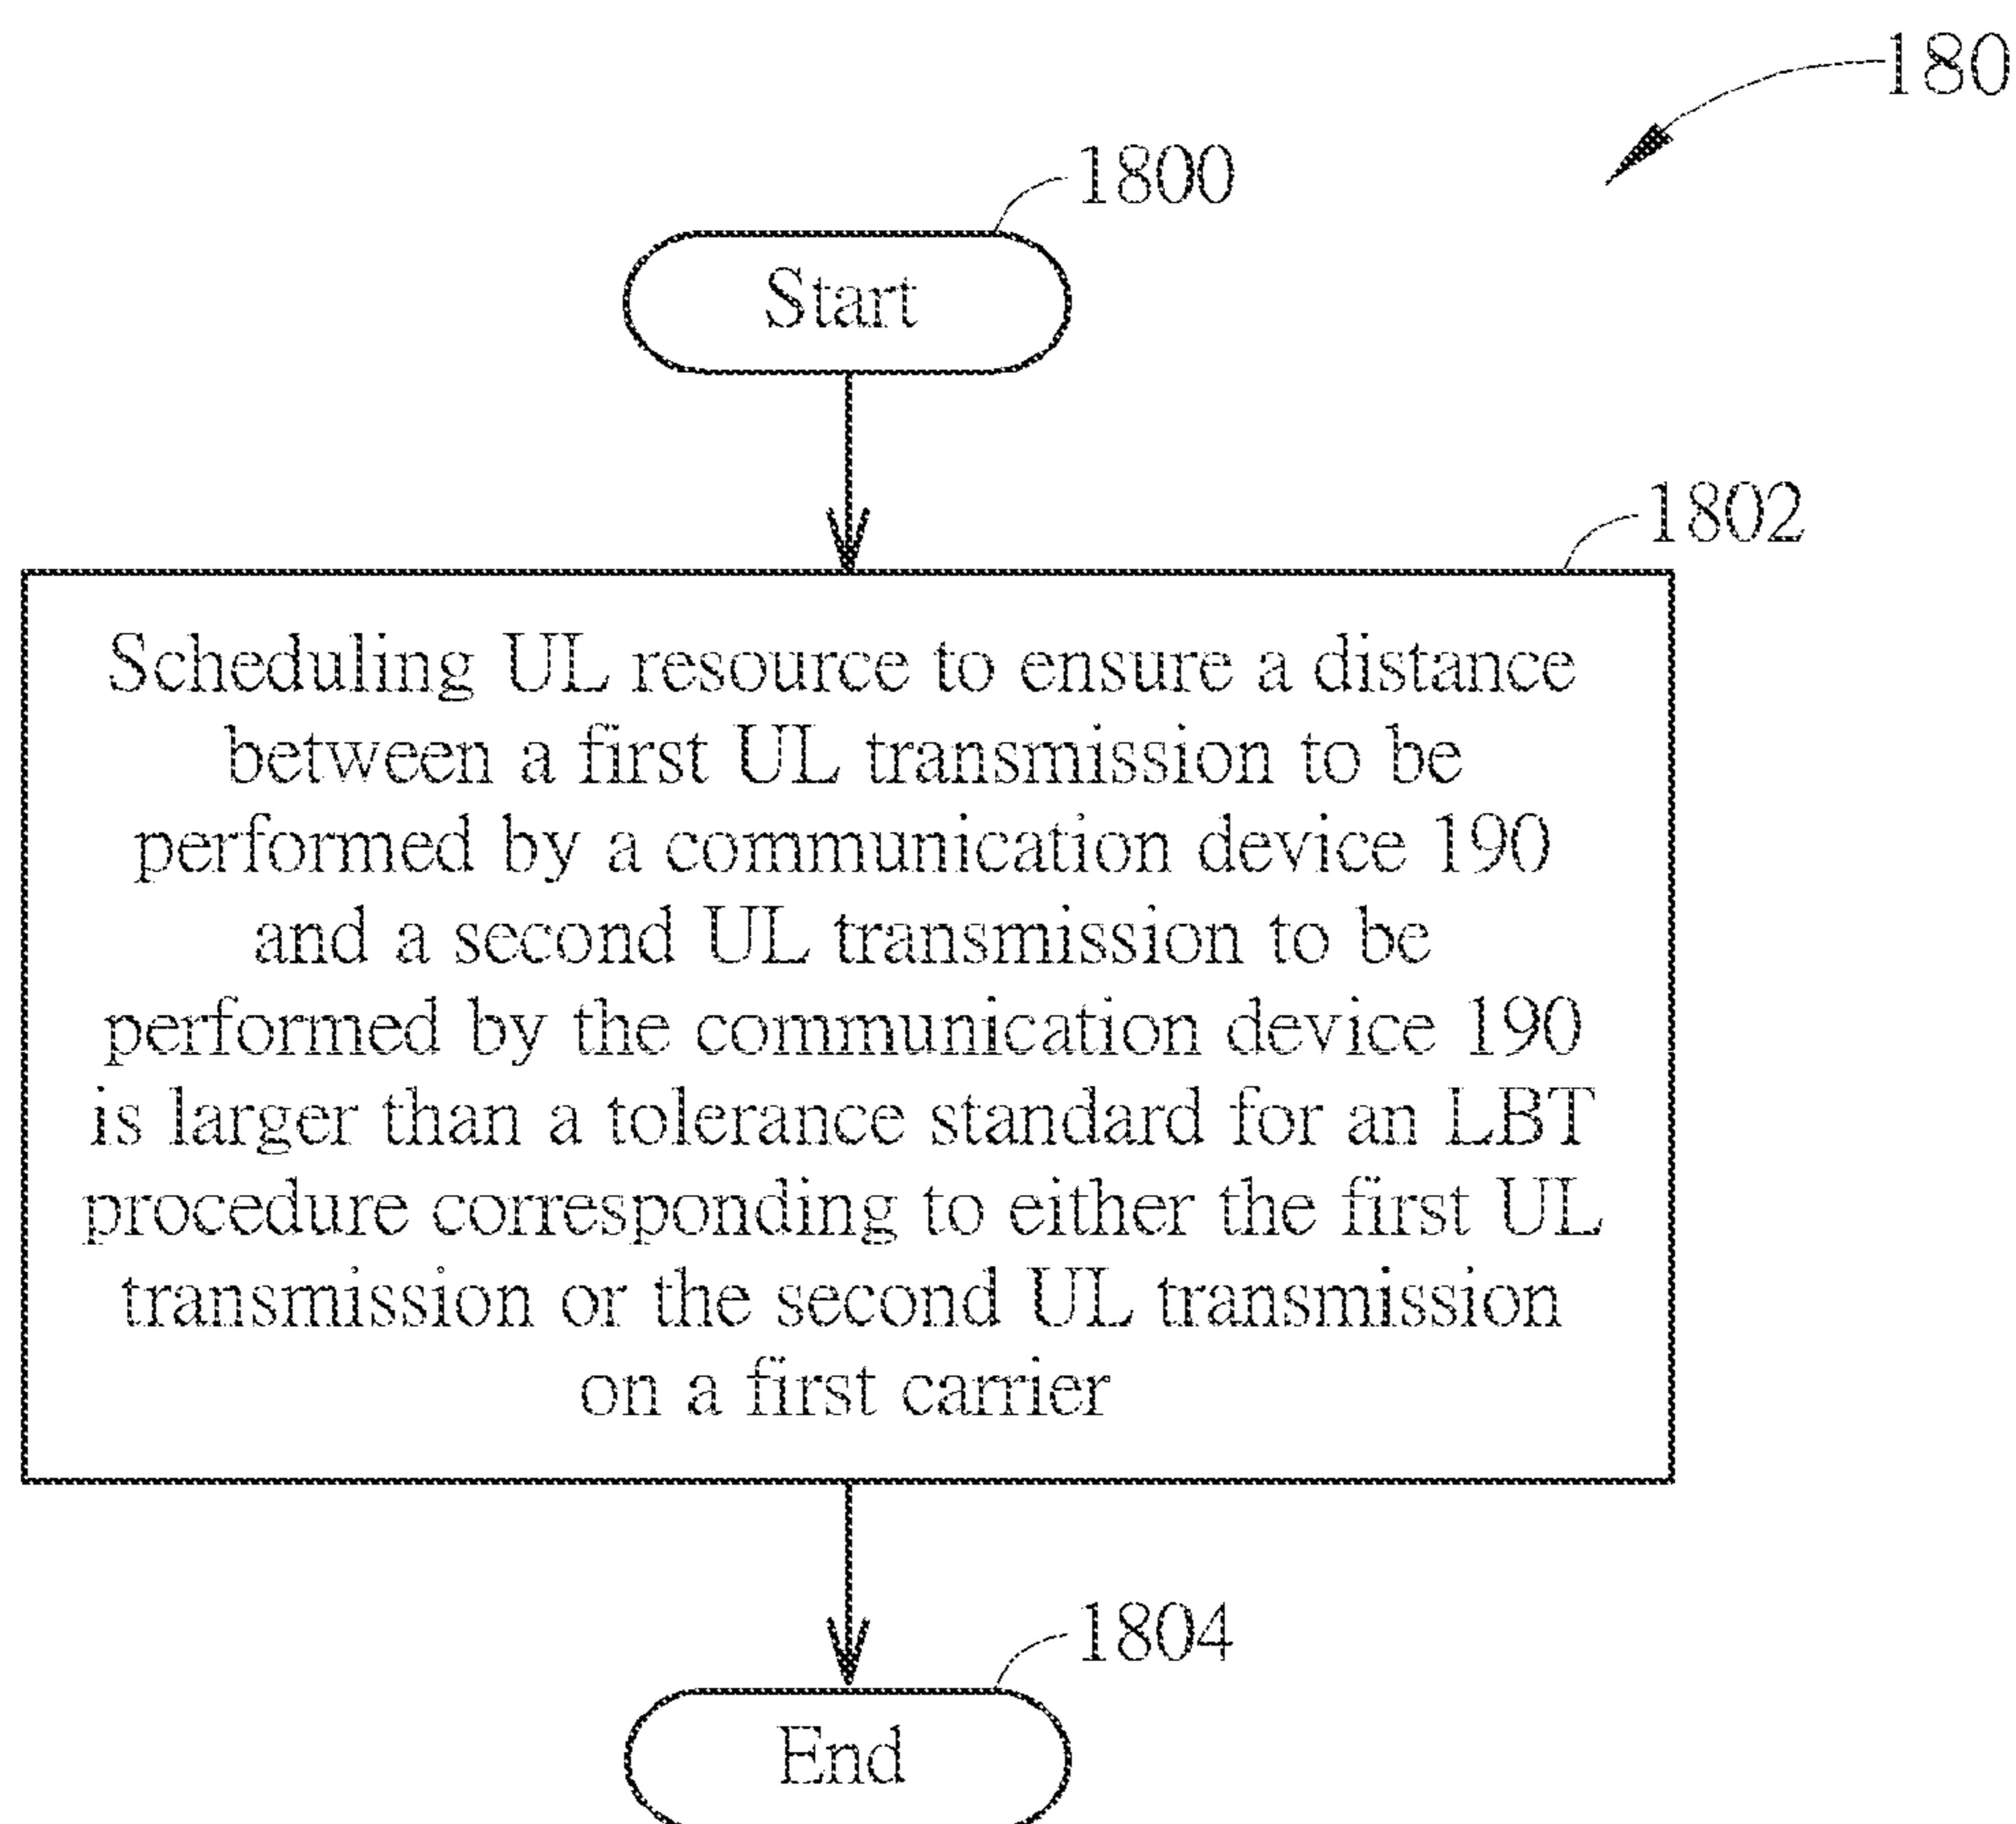 180
1800
Start
1802
Scheduling UL resource to ensure a distance
between a first UL transmission to be
performed by a communication device 190
and a second UL transmission to be
performed by the communication device 190
is larger than a tolerance standard for an LBT
procedure corresponding to either the first UL
transmission or the second UL transmission
on a first carrier
1804
End